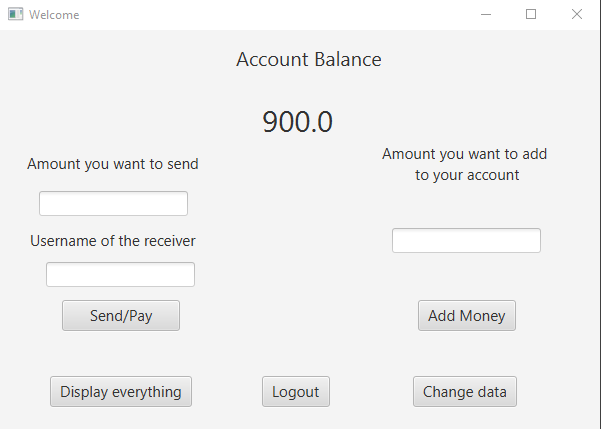 Welcome
Account Balance
900.0
Amount you want to send
Amount you want to add
to your account
Username of the receiver
Send/Pay
Add Money
Display everything
Logout
Change data